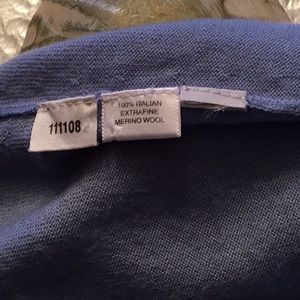 111108
100% ITALIAN
EXTRAFINE
MERINO WOOL